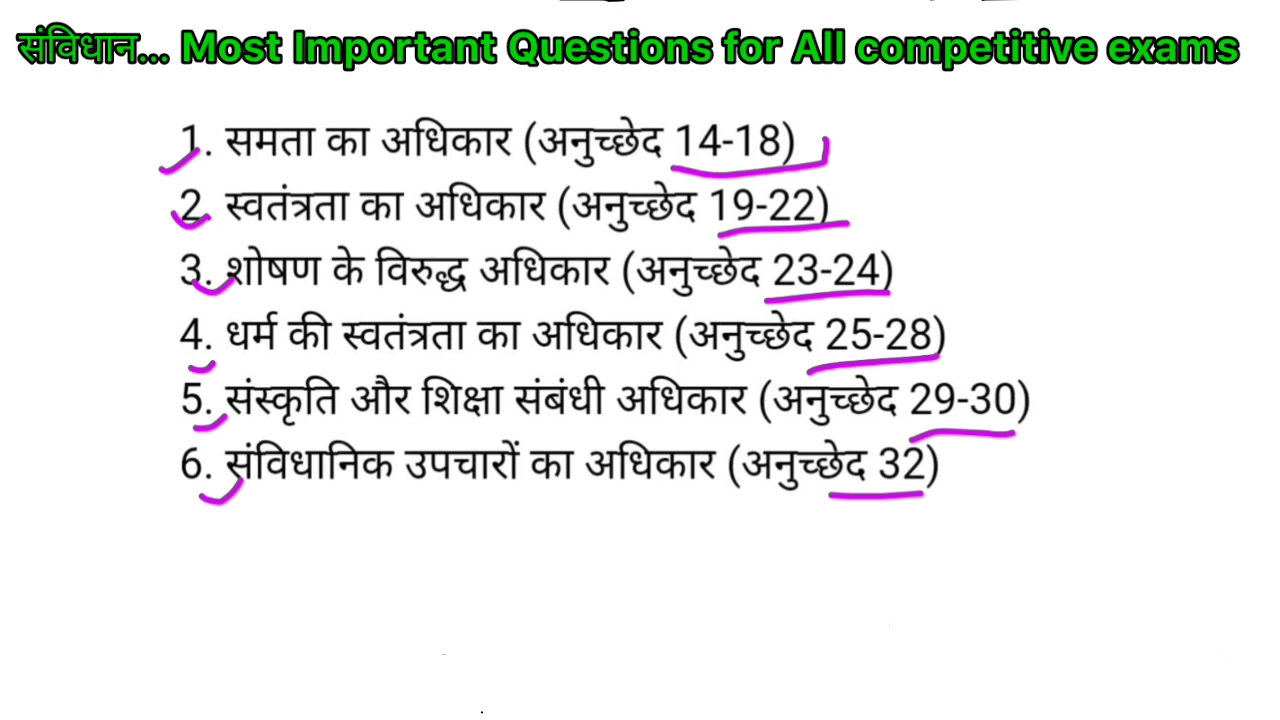 संविधान... Most Important Questions for All competitive exams
1. समता का अधिकार (अनुच्छेद 14-18)
2. स्वतंत्रता का अधिकार (अनुच्छेद 19-22)
3. शोषण के विरुद्ध अधिकार (अनुच्छेद 23-24)
4. धर्म की स्वतंत्रता का अधिकार (अनुच्छेद 25-28)
5. संस्कृति और शिक्षा संबंधी अधिकार (अनुच्छेद 29-30)
6. संविधानिक उपचारों का अधिकार (अनुच्छेद 32)